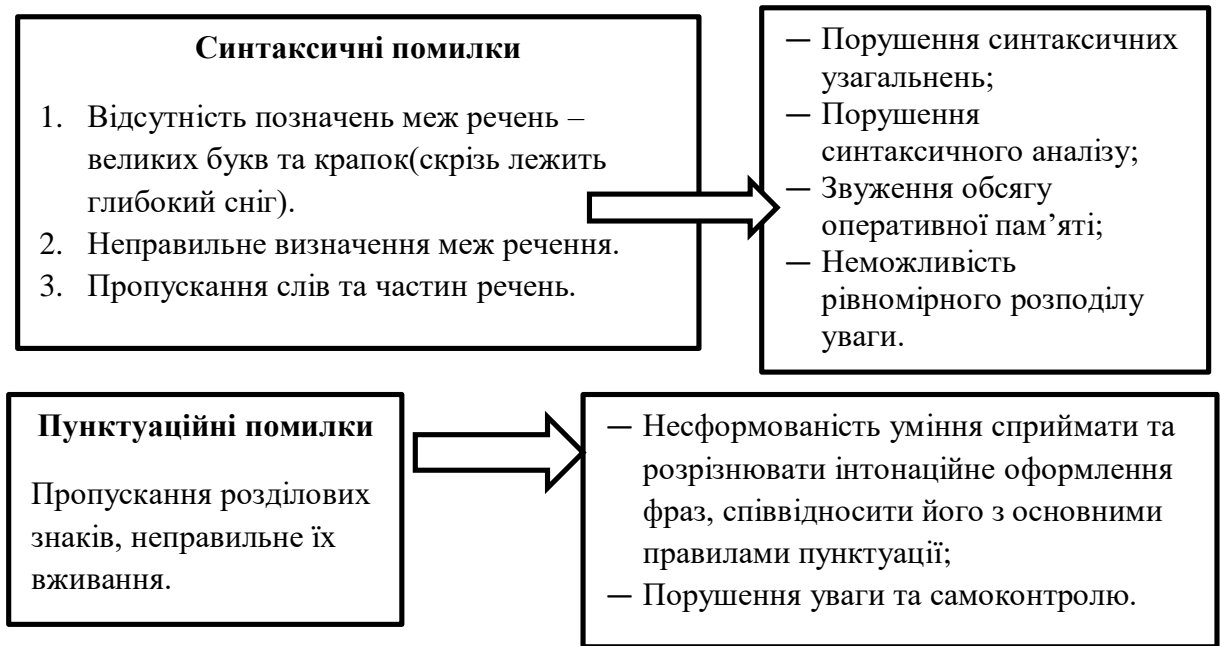 Синтаксичні помилки
1. Відсутність позначень меж речень –
великих букв та крапок(скрізь лежить
глибокий сніг).
2. Неправильне визначення меж речення.
3. Пропускання слів та частин речень.
— Порушення синтаксичних
узагальнень;
— Порушення
синтаксичного аналізу;
— Звуження обсягу
оперативної пам’яті;
— Неможливість
рівномірного розподілу
уваги.
Пунктуаційні помилки
Пропускання розділових
знаків, неправильне їх
вживання.
— Несформованість уміння сприймати та
розрізнювати інтонаційне оформлення
фраз, співвідносити його з основними
правилами пунктуації;
— Порушення уваги та самоконтролю.